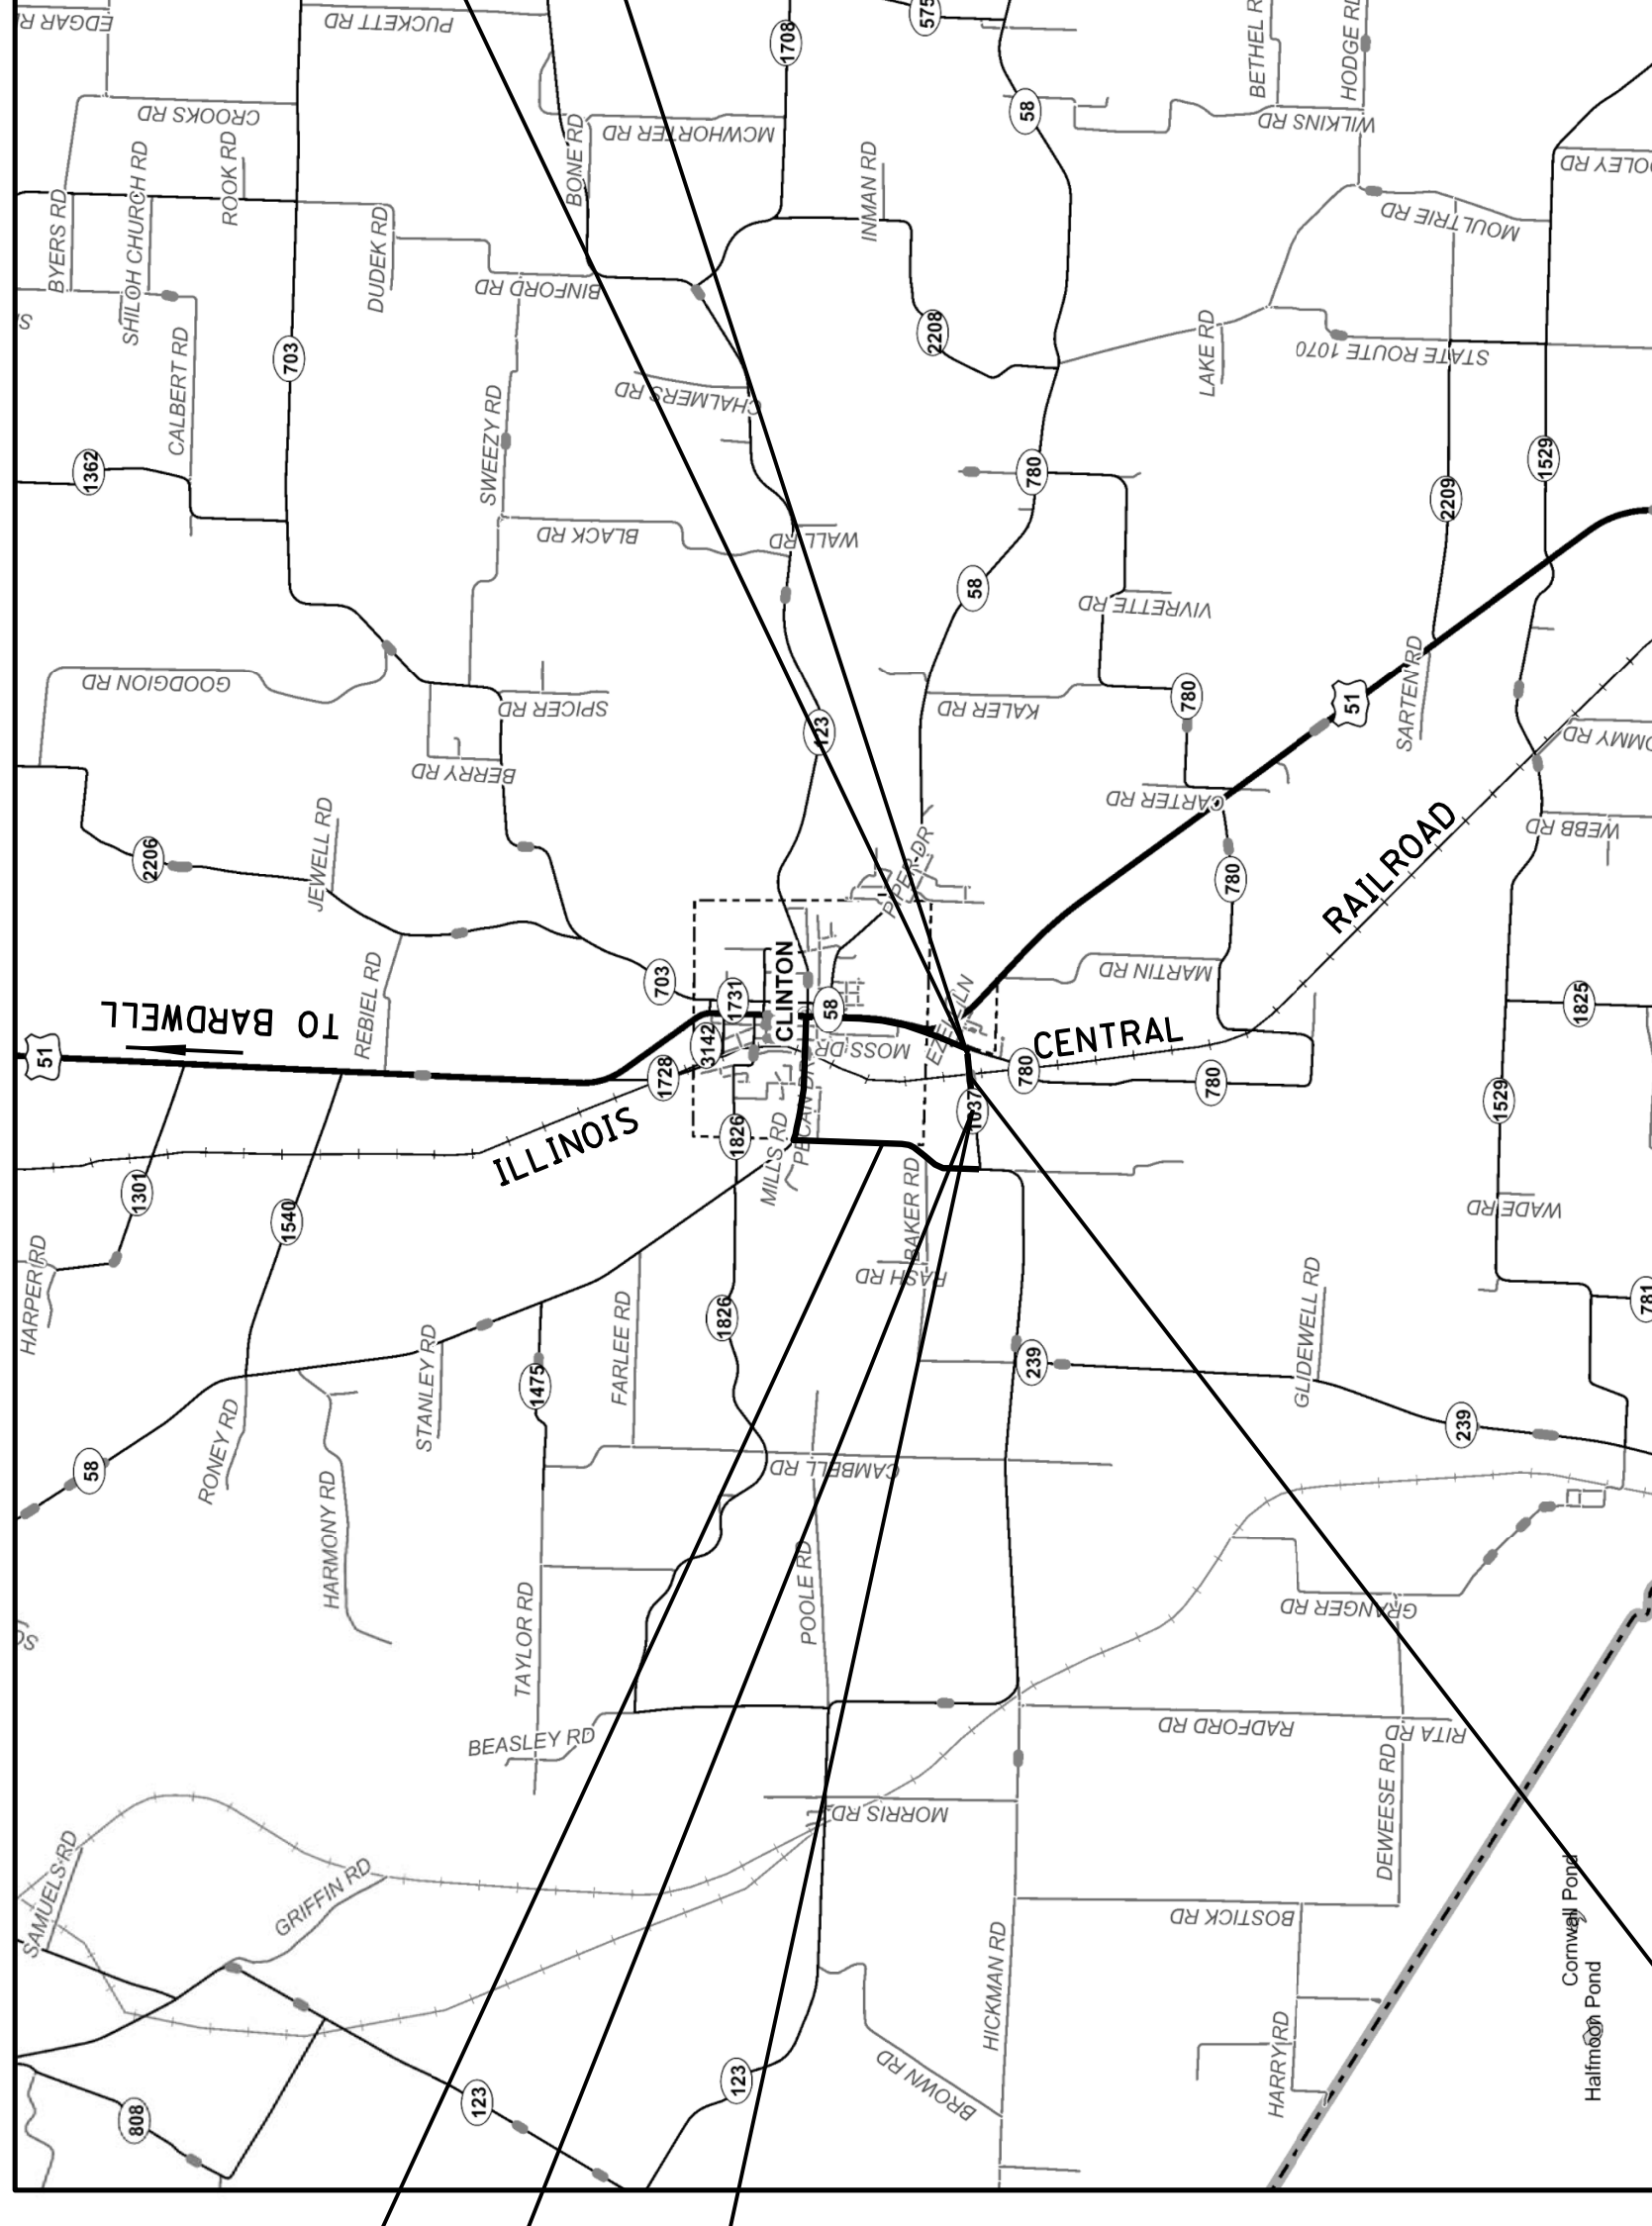 EDGAR R
PUCKETT RD
1708
575
BETHEL R
HODGE RD
CROOKS RD
ROOK RD
BONE RD
MCWHORTER RD
58
WILKINS RD
OLEY RD
BYERS RD
SHILOH CHURCH RD
DUDEK RD
INMAN RD
MOULTRIE RD
BINFORD RD
703
CALBERT RD
2208
LAKE RD
STATE ROUTE 1070
CHALMERS RD
1362
SWEEZY RD
780
2209
1529
BLACK RD
WALL RD
58
VIVRETTE RD
GOODGION RD
SPICER RD
123
KALER RD
780
51
SARTEN RD
OMMY RD
BERRY RD
CARTER RD
WEBB RD
2206
JEWELL RD
PIPER DR
780
RAILROAD
703
1731
CLINTON
58
EZELL LN
MARTIN RD
1825
TO BARDWELL
51
REBIEL RD
3142
MOSS DR
CENTRAL
1728
780
780
1037
1529
ILLINOIS
1826
MILLS RD
PECAN DR
1301
1540
BAKER RD
WADE RD
HARPER RD
RASH RD
781
FARLEE RD
1826
GLIDEWELL RD
STANLEY RD
1475
239
239
58
RONEY RD
CAMBELL RD
HARMONY RD
POOLE RD
GRANGER RD
TAYLOR RD
BEASLEY RD
RADFORD RD
RITA RD
MORRIS RD
DEWEESE RD
SAMUELS RD
GRIFFIN RD
BOSTICK RD
Cornwall Pond
HICKMAN RD
Halfmoon Pond
BROWN RD
HARRY RD
123
123
808